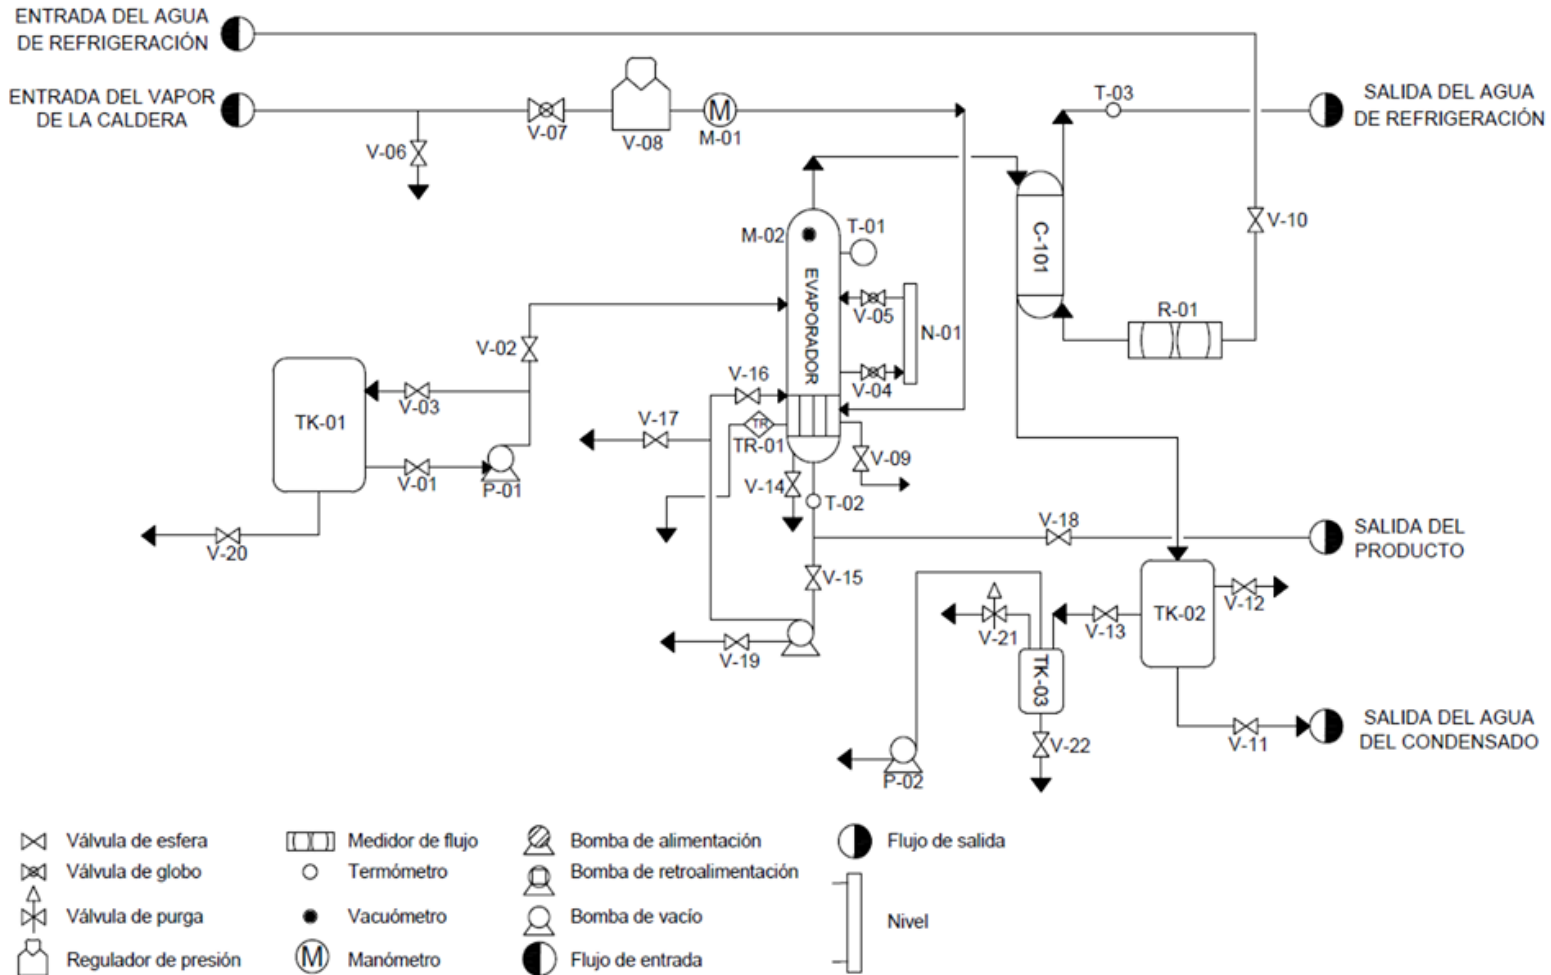 ENTRADA DEL AGUA
DE REFRIGERACIÓN
ENTRADA DEL VAPOR
DE LA CALDERA
V-06
V-07
V-08
M
M-01
T-03
SALIDA DEL AGUA
DE REFRIGERACIÓN
V-10
C-101
R-01
M-02
T-01
EVAPORADOR
V-05
N-01
V-04
V-02
V-03
TK-01
V-01
P-01
V-20
V-16
V-17
TR
TR-01
V-09
V-14
T-02
V-18
SALIDA DEL
PRODUCTO
V-15
V-19
V-21
TK-03
V-13
TK-02
V-12
V-22
P-02
V-11
SALIDA DEL AGUA
DEL CONDENSADO
Válvula de esfera
Medidor de flujo
Bomba de alimentación
Flujo de salida
Válvula de globo
Termómetro
Bomba de retroalimentación
Válvula de purga
Vacuómetro
Bomba de vacío
Nivel
Regulador de presión
M
Manómetro
Flujo de entrada